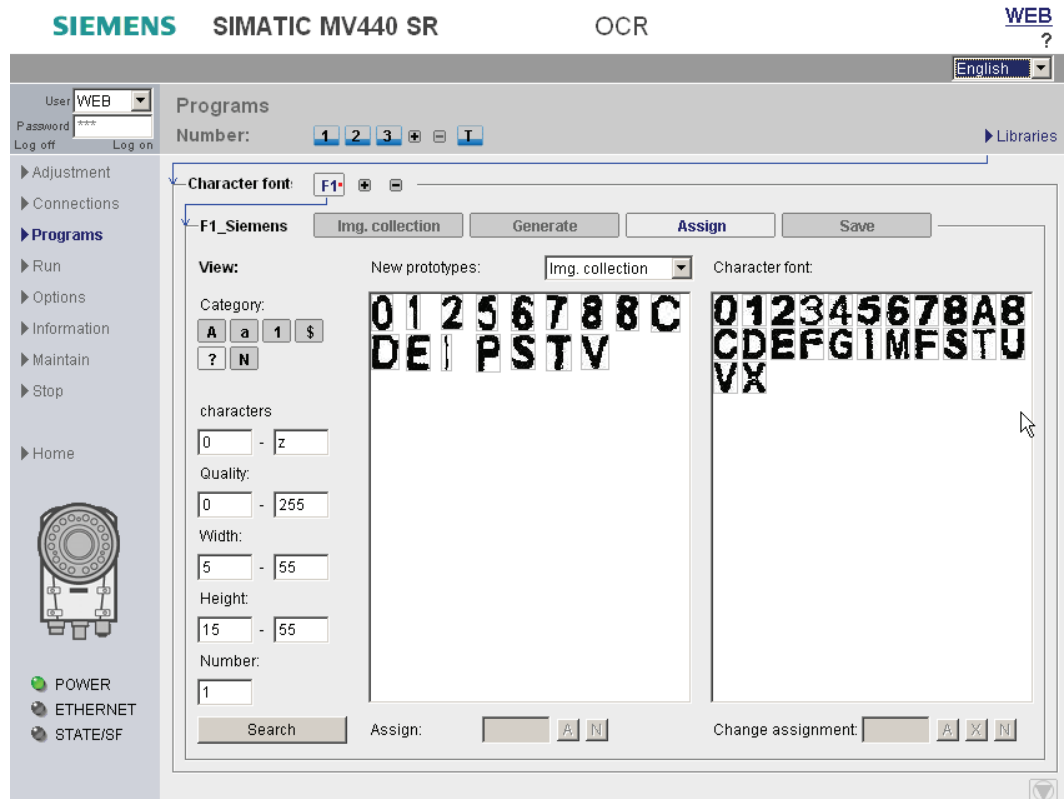 SIEMENS SIMATIC MV440 SR OCR WEB
?
English
User WEB
Password ***
Log off Log on
Programs
Number: 1 2 3 + - T
Libraries
Adjustment
Connections
Programs
Run
Options
Information
Maintain
Stop
Home
POWER
ETHERNET
STATE/SF
Character font: F1 + -
F1_Siemens Img. collection Generate Assign Save
View:
Category:
A a 1 $
? N
characters
0 - z
Quality:
0 - 255
Width:
5 - 55
Height:
15 - 55
Number:
1
Search
New prototypes: Img. collection
0 1 2 5 6 7 8 8 C
D E I P S T V
Assign: A N
Character font:
0 1 2 3 4 5 6 7 8 A 8
C D E F G I M F S T U
V X
Change assignment: A X N